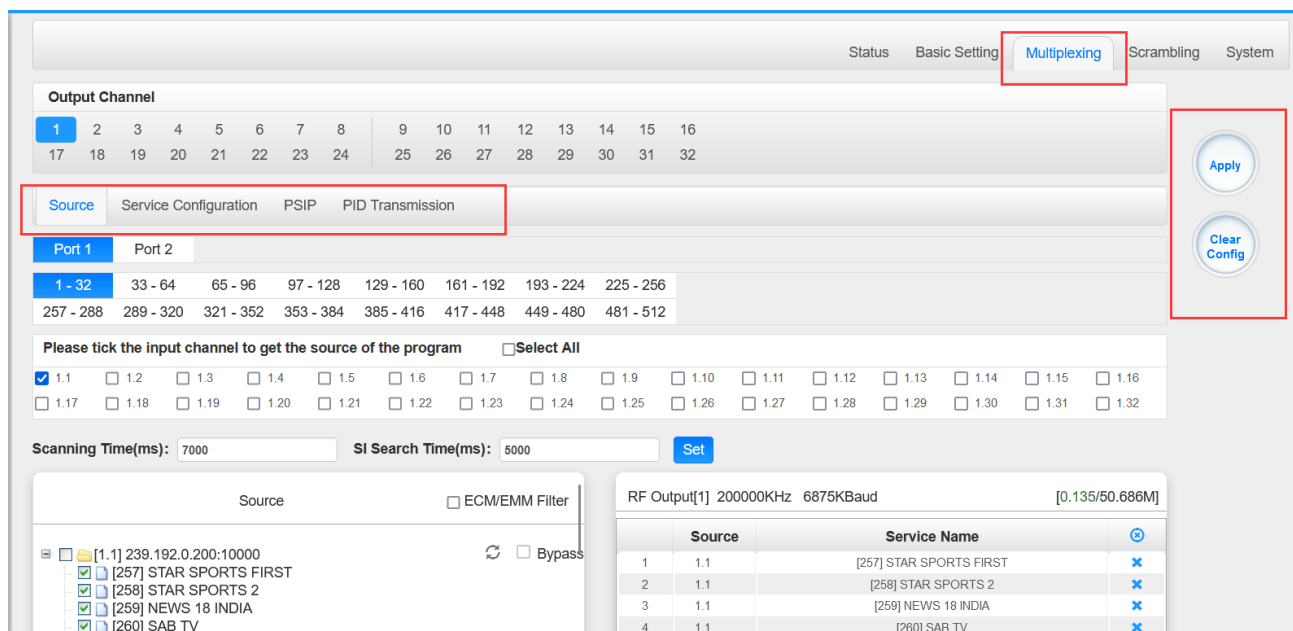 Status Basic Setting Multiplexing Scrambling System
Output Channel
1 2 3 4 5 6 7 8 9 10 11 12 13 14 15 16
17 18 19 20 21 22 23 24 25 26 27 28 29 30 31 32
Apply
Clear
Config
Source Service Configuration PSIP PID Transmission
Port 1 Port 2
1 - 32 33 - 64 65 - 96 97 - 128 129 - 160 161 - 192 193 - 224 225 - 256
257 - 288 289 - 320 321 - 352 353 - 384 385 - 416 417 - 448 449 - 480 481 - 512
Please tick the input channel to get the source of the program Select All
1.1 1.2 1.3 1.4 1.5 1.6 1.7 1.8 1.9 1.10 1.11 1.12 1.13 1.14 1.15 1.16
1.17 1.18 1.19 1.20 1.21 1.22 1.23 1.24 1.25 1.26 1.27 1.28 1.29 1.30 1.31 1.32
Scanning Time(ms): 7000 SI Search Time(ms): 5000 Set
Source ECM/EMM Filter
[1.1] 239.192.0.200:10000 Bypass
[257] STAR SPORTS FIRST
[258] STAR SPORTS 2
[259] NEWS 18 INDIA
[260] SAB TV
RF Output[1] 200000KHz 6875KBaud [0.135/50.686M]
Source Service Name
1 1.1 [257] STAR SPORTS FIRST
2 1.1 [258] STAR SPORTS 2
3 1.1 [259] NEWS 18 INDIA
4 1.1 [260] SAB TV